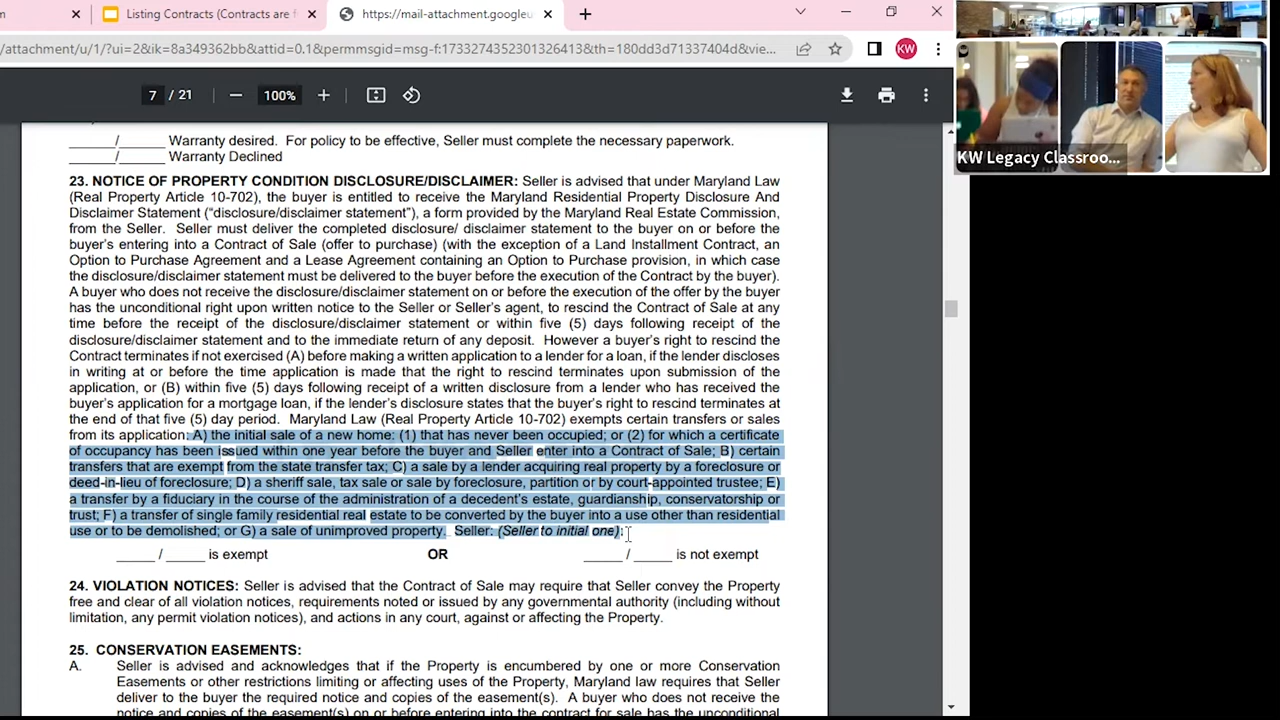 Listing Contracts (Contracts are f
https://mail-attachment.googleu
/attachment/u/1/?ui=2&ik=8a349362bb&attid=0.1&permmsgid=msg-f:1733274352301326413&th=180dd3d71337404d&vie...
KW
7 / 21
100%
KW Legacy Classroo...
_____/______ Warranty desired. For policy to be effective, Seller must complete the necessary paperwork.
_____/______ Warranty Declined
23. NOTICE OF PROPERTY CONDITION DISCLOSURE/DISCLAIMER: Seller is advised that under Maryland Law
(Real Property Article 10-702), the buyer is entitled to receive the Maryland Residential Property Disclosure And
Disclaimer Statement ("disclosure/disclaimer statement"), a form provided by the Maryland Real Estate Commission,
from the Seller. Seller must deliver the completed disclosure/ disclaimer statement to the buyer on or before the
buyer's entering into a Contract of Sale (offer to purchase) (with the exception of a Land Installment Contract, an
Option to Purchase Agreement and a Lease Agreement containing an Option to Purchase provision, in which case
the disclosure/disclaimer statement must be delivered to the buyer before the execution of the Contract by the buyer).
A buyer who does not receive the disclosure/disclaimer statement on or before the execution of the offer by the buyer
has the unconditional right upon written notice to the Seller or Seller's agent, to rescind the Contract of Sale at any
time before the receipt of the disclosure/disclaimer statement or within five (5) days following receipt of the
disclosure/disclaimer statement and to the immediate return of any deposit. However a buyer's right to rescind the
Contract terminates if not exercised (A) before making a written application to a lender for a loan, if the lender discloses
in writing at or before the time application is made that the right to rescind terminates upon submission of the
application, or (B) within five (5) days following receipt of a written disclosure from a lender who has received the
buyer's application for a mortgage loan, if the lender's disclosure states that the buyer's right to rescind terminates at
the end of that five (5) day period. Maryland Law (Real Property Article 10-702) exempts certain transfers or sales
from its application: A) the initial sale of a new home: (1) that has never been occupied; or (2) for which a certificate
of occupancy has been issued within one year before the buyer and Seller enter into a Contract of Sale; B) certain
transfers that are exempt from the state transfer tax; C) a sale by a lender acquiring real property by a foreclosure or
deed-in-lieu of foreclosure; D) a sheriff sale, tax sale or sale by foreclosure, partition or by court-appointed trustee; E)
a transfer by a fiduciary in the course of the administration of a decedent's estate, guardianship, conservatorship or
trust; F) a transfer of single family residential real estate to be converted by the buyer into a use other than residential
use or to be demolished; or G) a sale of unimproved property. Seller: (Seller to initial one):
_____ / _____ is exempt OR _____ / _____ is not exempt
24. VIOLATION NOTICES: Seller is advised that the Contract of Sale may require that Seller convey the Property
free and clear of all violation notices, requirements noted or issued by any governmental authority (including without
limitation, any permit violation notices), and actions in any court, against or affecting the Property.
25. CONSERVATION EASEMENTS:
A. Seller is advised and acknowledges that if the Property is encumbered by one or more Conservation
Easements or other restrictions limiting or affecting uses of the Property, Maryland law requires that Seller
deliver to the buyer the required notice and copies of the easement(s). A buyer who does not receive the
notice and copies of the easement(s) on or before entering into the contract for sale has the unconditional